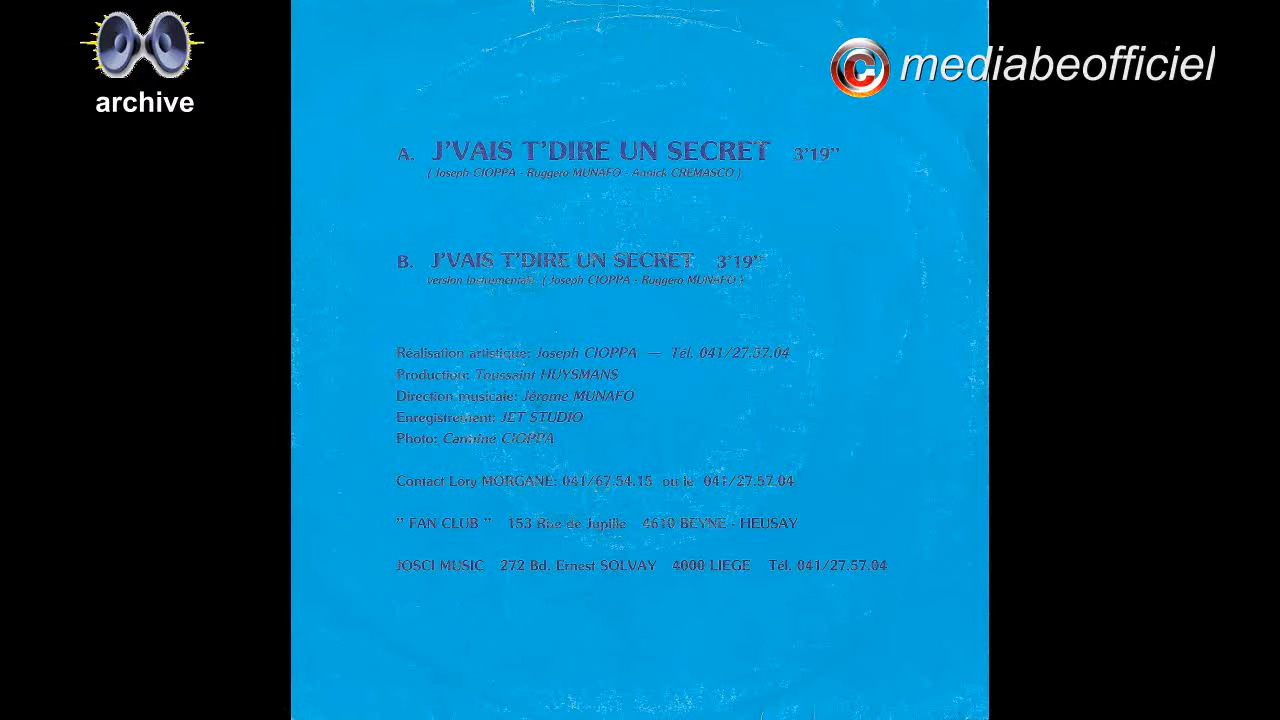 archive
C mediabeofficiel
A. J'VAIS T'DIRE UN SECRET 3'19"
( Joseph CIOPPA - Ruggero MUNAFO - Annick CREMASCO )
B. J'VAIS T'DIRE UN SECRET 3'19"
version instrumentale ( Joseph CIOPPA - Ruggero MUNAFO )
Réalisation artistique: Joseph CIOPPA — Tél. 041/27.57.04
Production: Toussaint HUYSMANS
Direction musicale: Jérome MUNAFO
Enregistrement: JET STUDIO
Photo: Carmine CIOPPA
Contact Lory MORGANE: 041/67.54.15 ou le 041/27.57.04
" FAN CLUB " 153 Rue de Jupille 4610 BEYNE - HEUSAY
JOSCI MUSIC 272 Bd. Ernest SOLVAY 4000 LIEGE Tél. 041/27.57.04